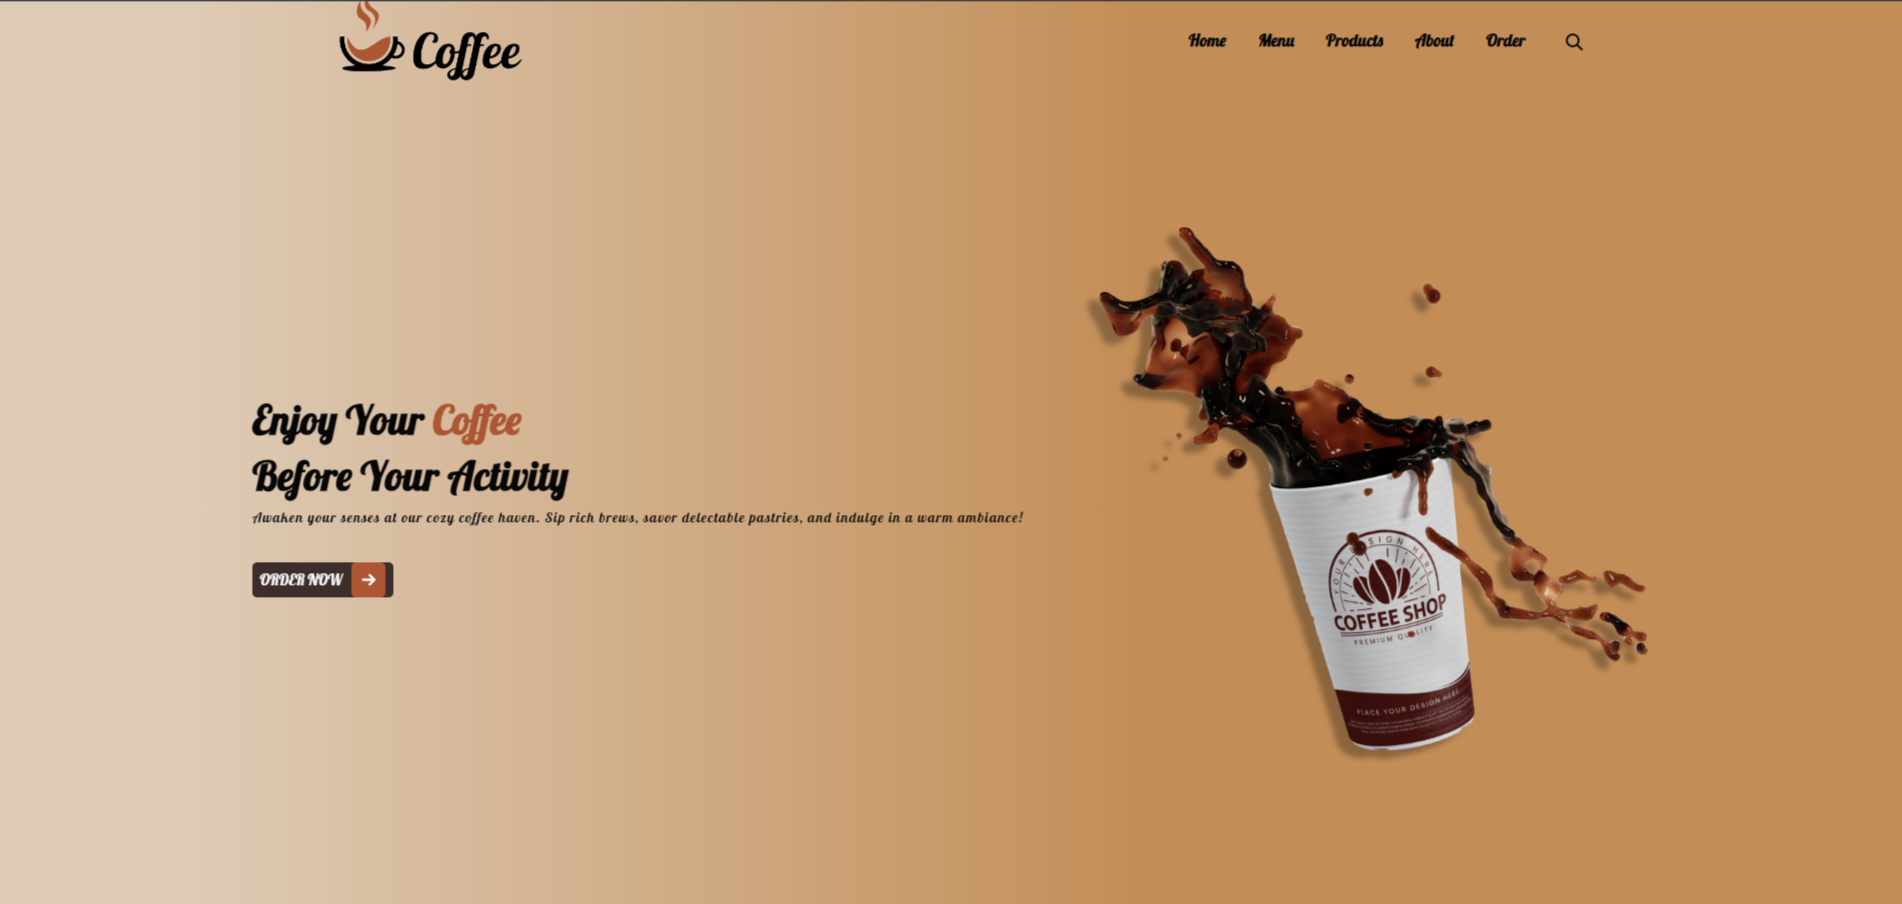 Coffee
Home Menu Products About Order
Enjoy Your Coffee
Before Your Activity
Awaken your senses at our cozy coffee haven. Sip rich brews, savor delectable pastries, and indulge in a warm ambiance!
ORDER NOW
YOUR DESIGN HERE
COFFEE SHOP
PREMIUM QUALITY
PLACE YOUR DESIGN HERE